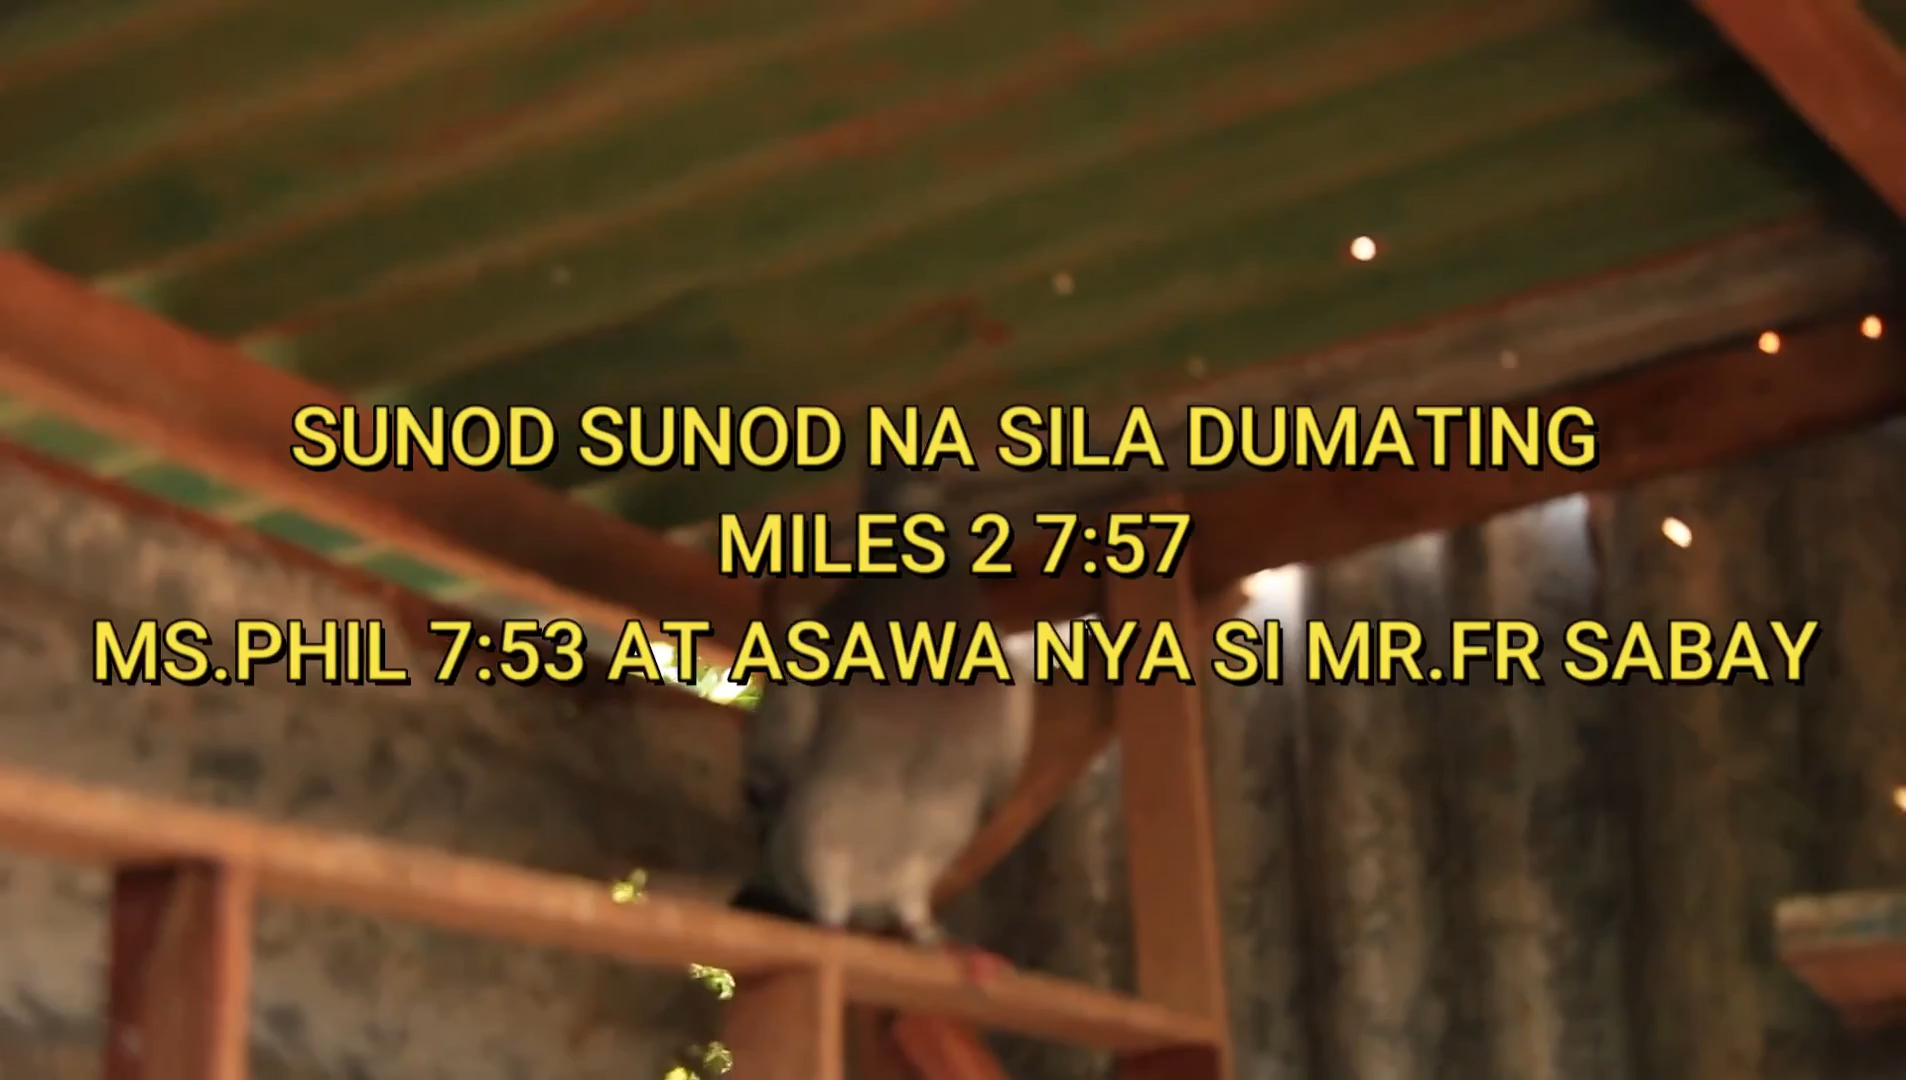 SUNOD SUNOD NA SILA DUMATING
MILES 2 7:57
MS.PHIL 7:53 AT ASAWA NYA SI MR.FR SABAY